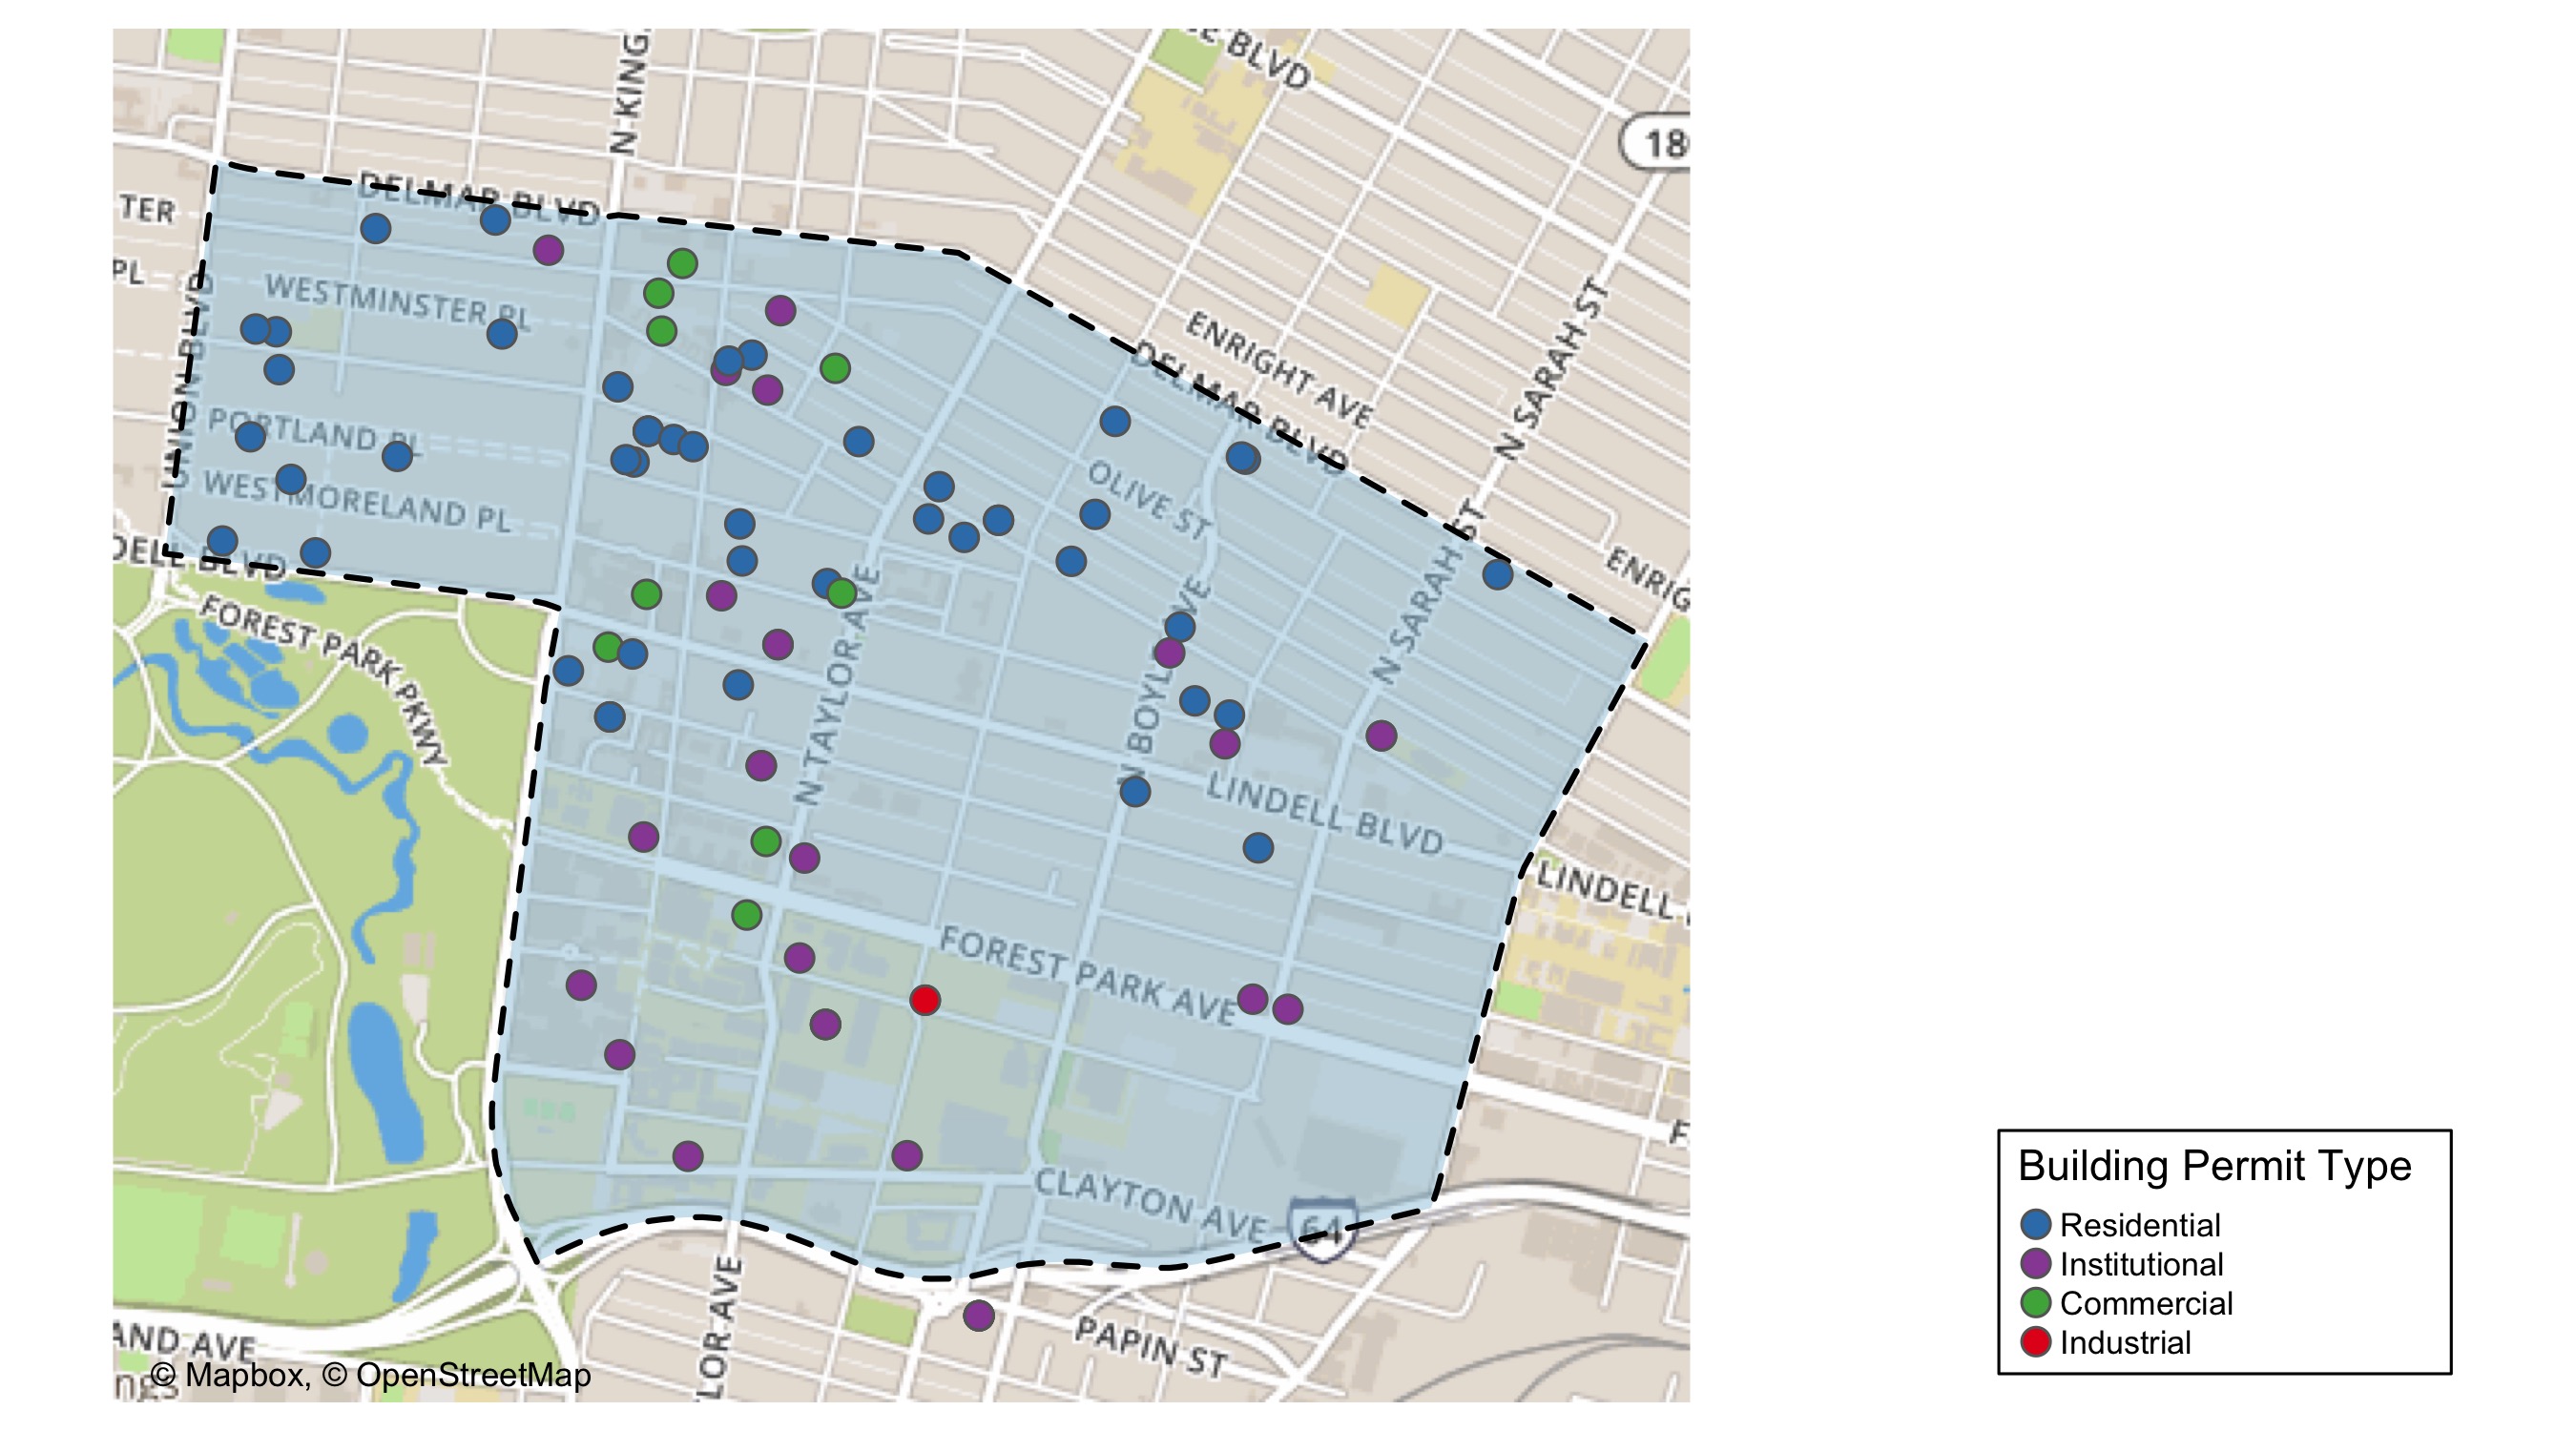 E BLVD
N KING
18
TER
DELMAR BLVD
PL
WESTMINSTER PL
UNION BLVD
ENRIGHT AVE
DELMAR BLVD
N SARAH ST
PORTLAND PL
WESTMORELAND PL
OLIVE ST
DELL BLVD
ENRIG
FOREST PARK PKWY
N TAYLOR AVE
N BOYLE AVE
N SARAH ST
LINDELL BLVD
LINDELL
FOREST PARK AVE
F
CLAYTON AVE
64
LOR AVE
PAPIN ST
AND AVE
© Mapbox, © OpenStreetMap
Building Permit Type
Residential
Institutional
Commercial
Industrial